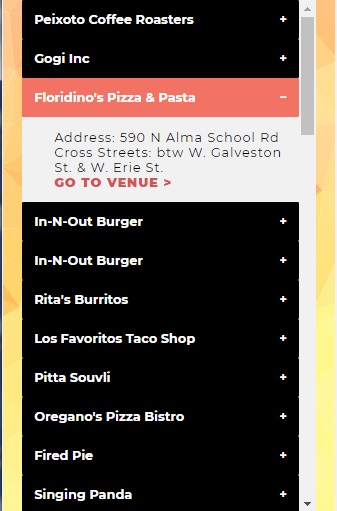 Peixoto Coffee Roasters +
Gogi Inc +
Floridino's Pizza & Pasta −
Address: 590 N Alma School Rd
Cross Streets: btw W. Galveston
St. & W. Erie St.
GO TO VENUE >
In-N-Out Burger +
In-N-Out Burger +
Rita's Burritos +
Los Favoritos Taco Shop +
Pitta Souvli +
Oregano's Pizza Bistro +
Fired Pie +
Singing Panda +